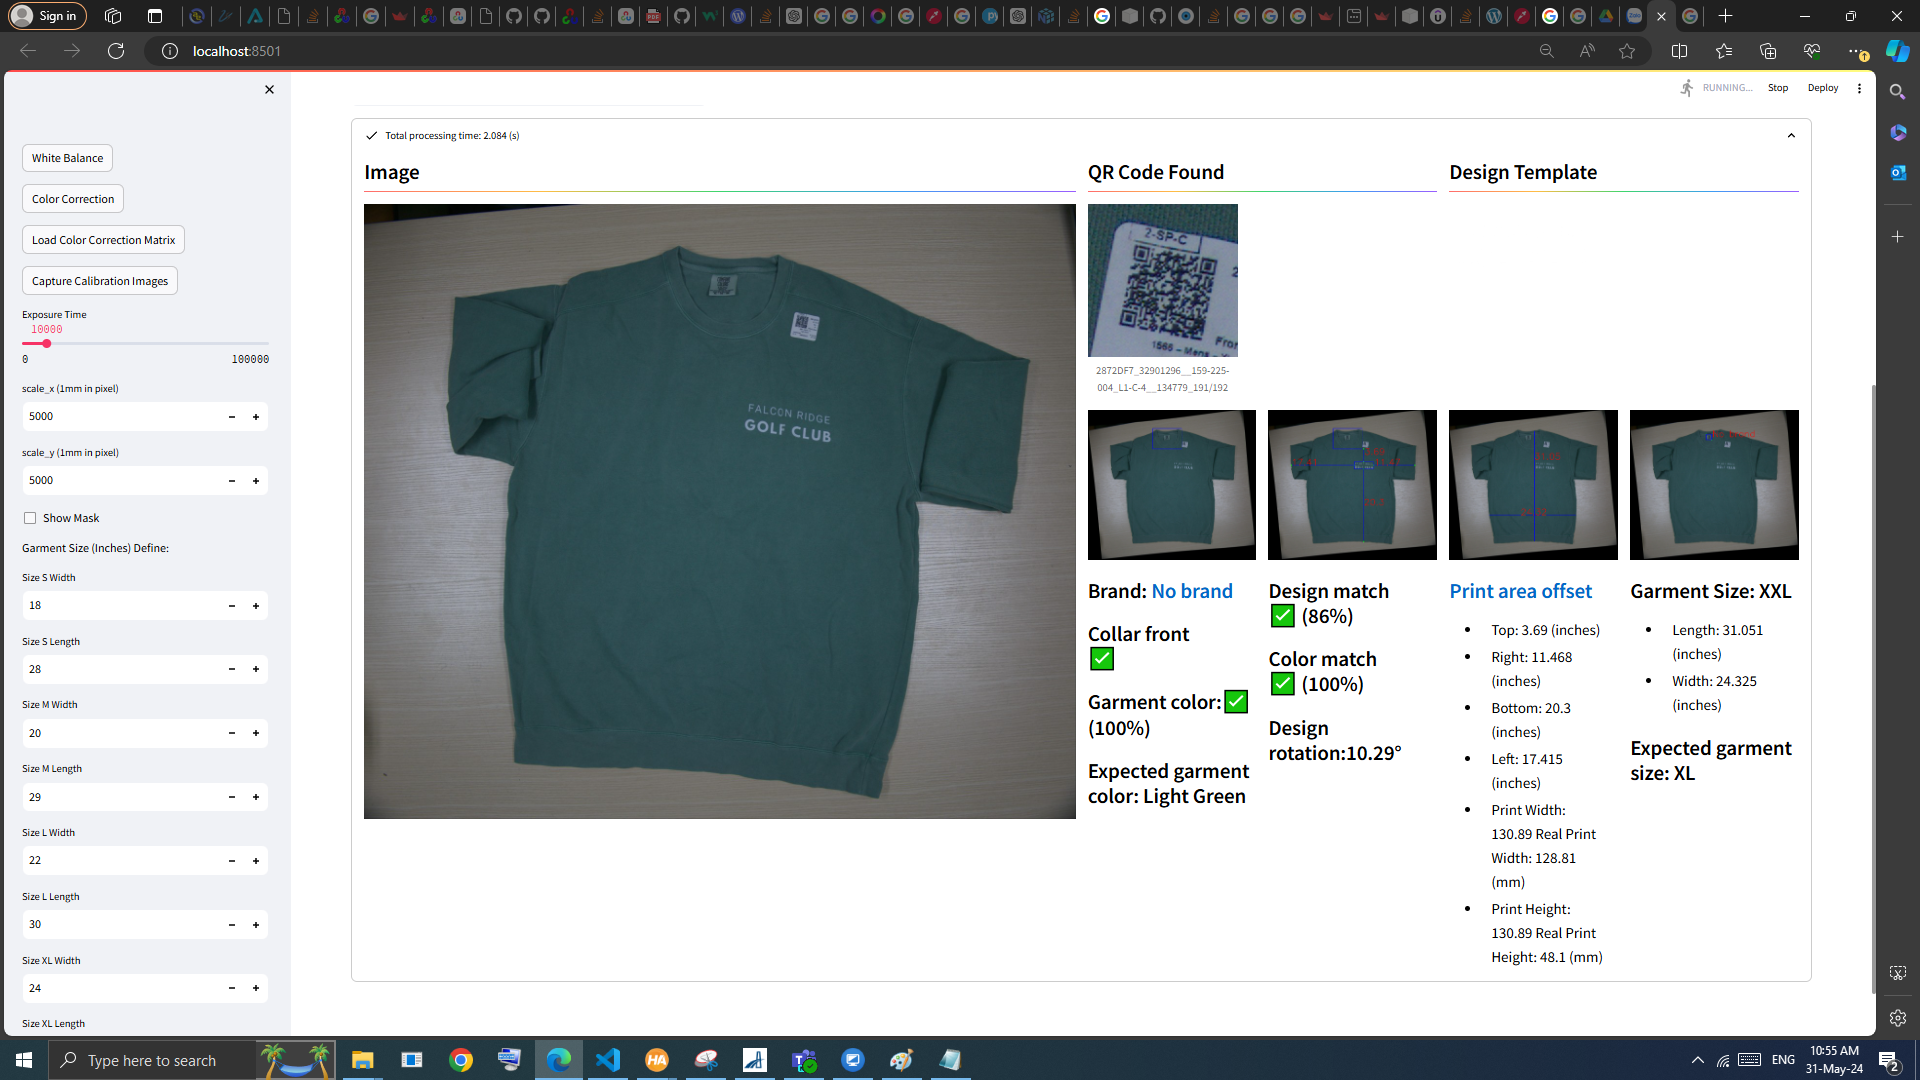 Sign in
localhost:8501
RUNNING...
Stop
Deploy
White Balance
Color Correction
Load Color Correction Matrix
Capture Calibration Images
Exposure Time
10000
0
100000
scale_x (1mm in pixel)
5000
scale_y (1mm in pixel)
5000
Show Mask
Garment Size (Inches) Define:
Size S Width
18
Size S Length
28
Size M Width
20
Size M Length
29
Size L Width
22
Size L Length
30
Size XL Width
24
Size XL Length
Total processing time: 2.084 (s)
Image
FALCON RIDGE
GOLF CLUB
QR Code Found
2-SP-C
2872DF7_32901296__159-225-
004_L1-C-4__134779_191/192
Design Template
Brand: No brand
Collar front
Garment color:
(100%)
Expected garment
color: Light Green
Design match
(86%)
Color match
(100%)
Design
rotation:10.29°
Print area offset
Top: 3.69 (inches)
Right: 11.468
(inches)
Bottom: 20.3
(inches)
Left: 17.415
(inches)
Print Width:
130.89 Real Print
Width: 128.81
(mm)
Print Height:
130.89 Real Print
Height: 48.1 (mm)
Garment Size: XXL
Length: 31.051
(inches)
Width: 24.325
(inches)
Expected garment
size: XL
Type here to search
ENG
10:55 AM
31-May-24
2